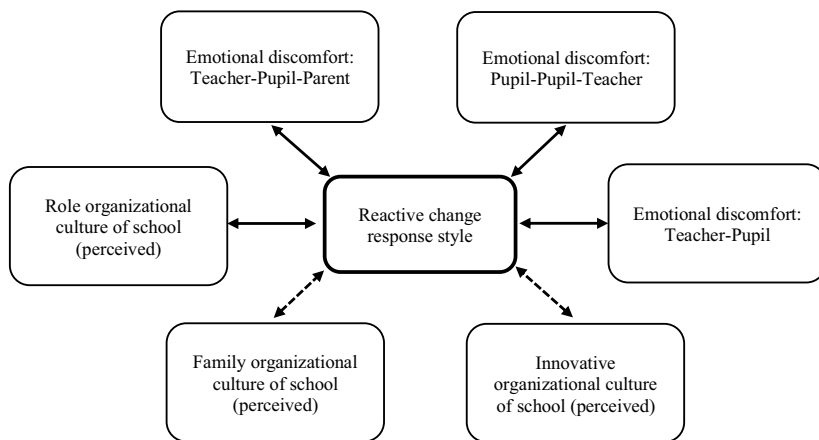 Emotional discomfort:
Teacher-Pupil-Parent
Emotional discomfort:
Pupil-Pupil-Teacher
Role organizational
culture of school
(perceived)
Reactive change
response style
Emotional discomfort:
Teacher-Pupil
Family organizational
culture of school
(perceived)
Innovative
organizational culture
of school (perceived)